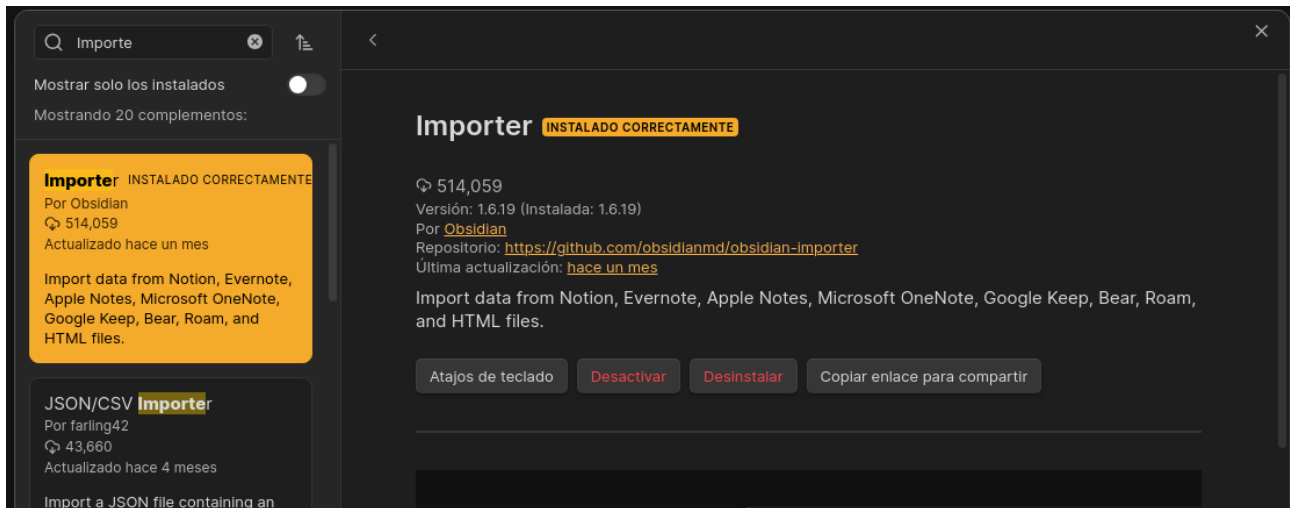 Importe
Mostrar solo los instalados
Mostrando 20 complementos:
Importer INSTALADO CORRECTAMENTE
Por Obsidian
514,059
Actualizado hace un mes
Import data from Notion, Evernote,
Apple Notes, Microsoft OneNote,
Google Keep, Bear, Roam, and
HTML files.
JSON/CSV Importer
Por farling42
43,660
Actualizado hace 4 meses
Import a JSON file containing an
Importer INSTALADO CORRECTAMENTE
514,059
Versión: 1.6.19 (Instalada: 1.6.19)
Por Obsidian
Repositorio: https://github.com/obsidianmd/obsidian-importer
Última actualización: hace un mes
Import data from Notion, Evernote, Apple Notes, Microsoft OneNote, Google Keep, Bear, Roam,
and HTML files.
Atajos de teclado Desactivar Desinstalar Copiar enlace para compartir